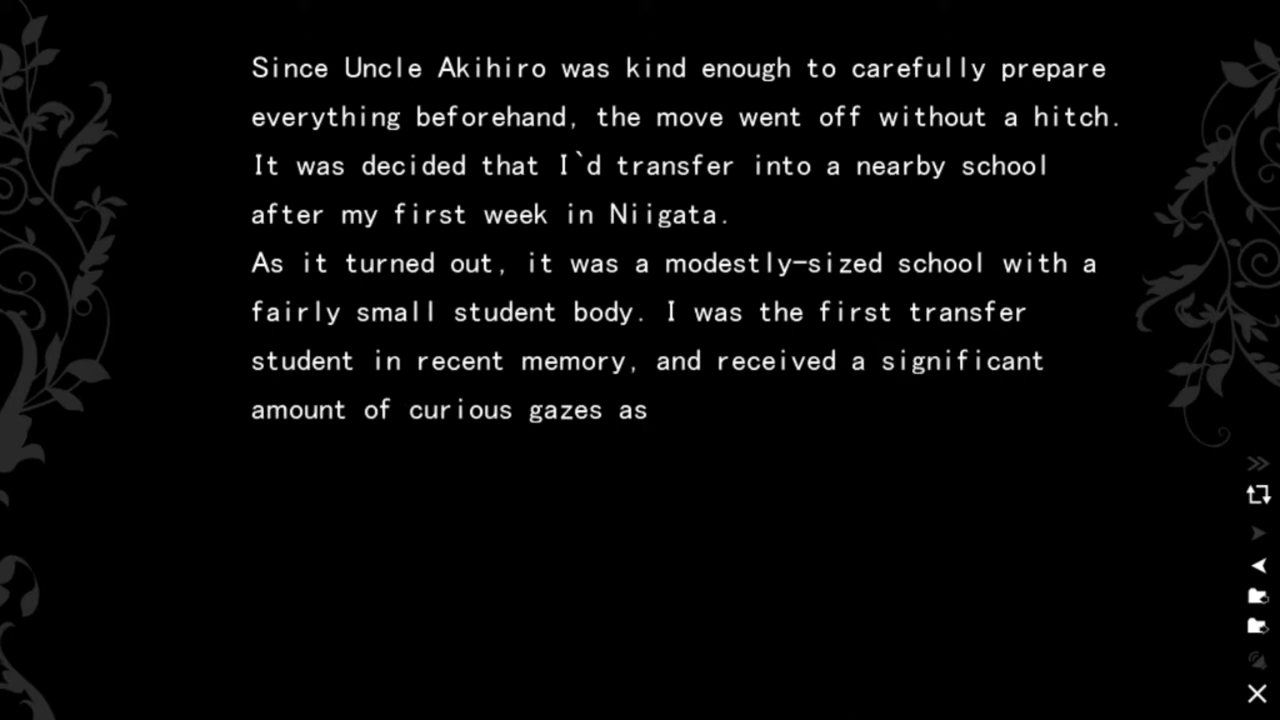 Since Uncle Akihiro was kind enough to carefully prepare
everything beforehand, the move went off without a hitch.
It was decided that I`d transfer into a nearby school
after my first week in Niigata.
As it turned out, it was a modestly-sized school with a
fairly small student body. I was the first transfer
student in recent memory, and received a significant
amount of curious gazes as